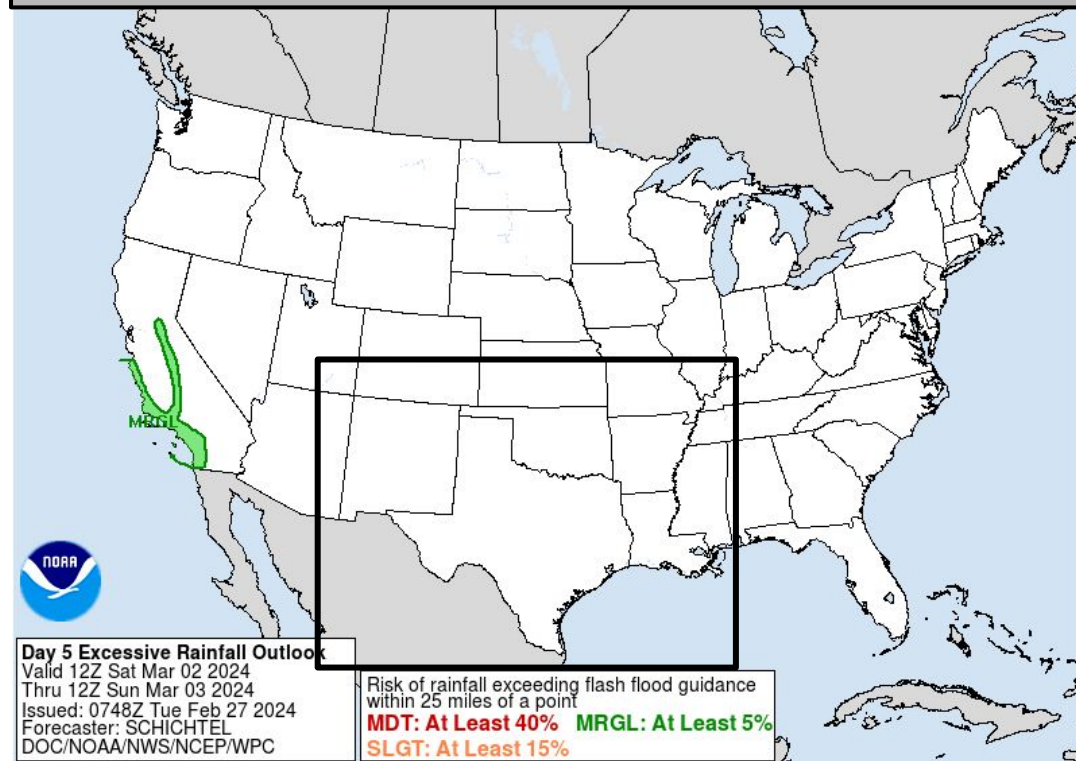 MRGL
NOAA
Day 5 Excessive Rainfall Outlook
Valid 12Z Sat Mar 02 2024
Thru 12Z Sun Mar 03 2024
Issued: 0748Z Tue Feb 27 2024
Forecaster: SCHICHTEL
DOC/NOAA/NWS/NCEP/WPC
Risk of rainfall exceeding flash flood guidance
within 25 miles of a point
MDT: At Least 40% MRGL: At Least 5%
SLGT: At Least 15%